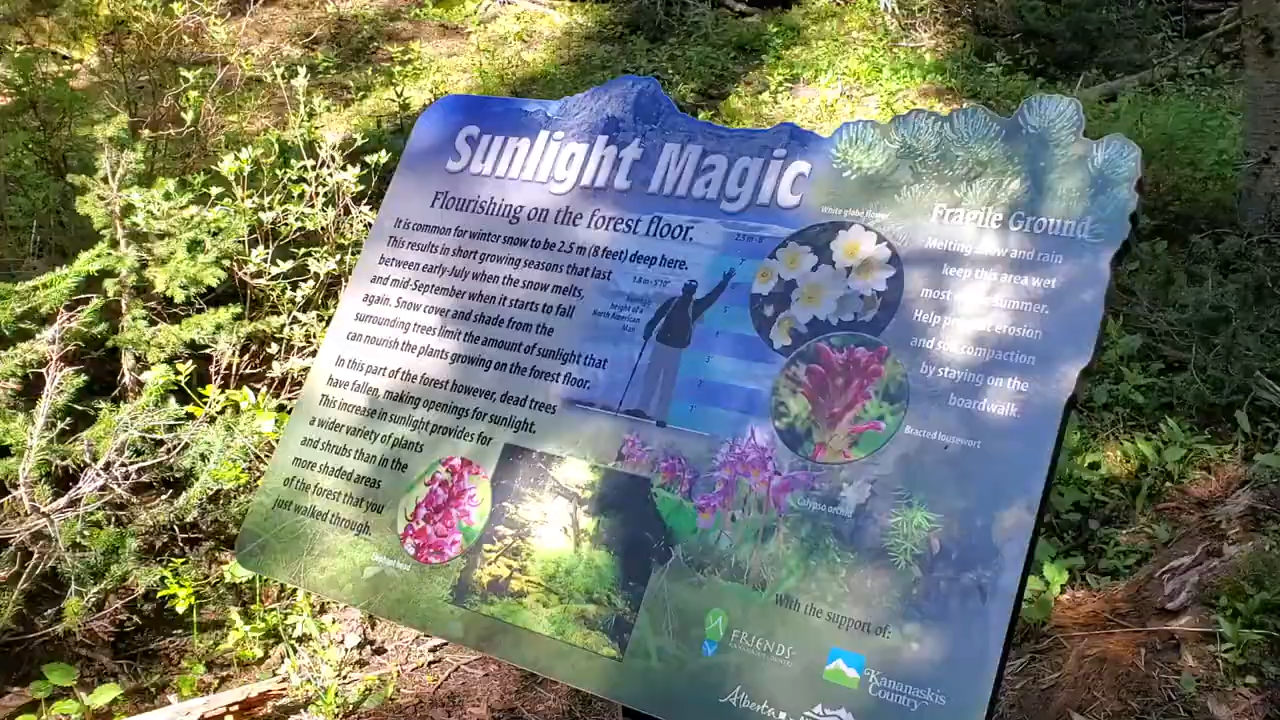 Sunlight Magic
Flourishing on the forest floor.
It is common for winter snow to be 2.5 m (8 feet) deep here.
This results in short growing seasons that last
between early-July when the snow melts,
and mid-September when it starts to fall
again. Snow cover and shade from the
surrounding trees limit the amount of sunlight that
can nourish the plants growing on the forest floor.
In this part of the forest however, dead trees
have fallen, making openings for sunlight.
This increase in sunlight provides for
a wider variety of plants
and shrubs than in the
more shaded areas
of the forest that you
just walked through.
2.5 m - 8'
7'
1.8 m - 5'10"
height of a
North American
Man
5'
3'
2'
1'
White globe flower
Bracted lousewort
Calypso orchid
Fragile Ground
Melting snow and rain
keep this area wet
most summer.
Help prevent erosion
and soil compaction
by staying on the
boardwalk.
With the support of:
FRIENDS
Kananaskis
Country
Alberta